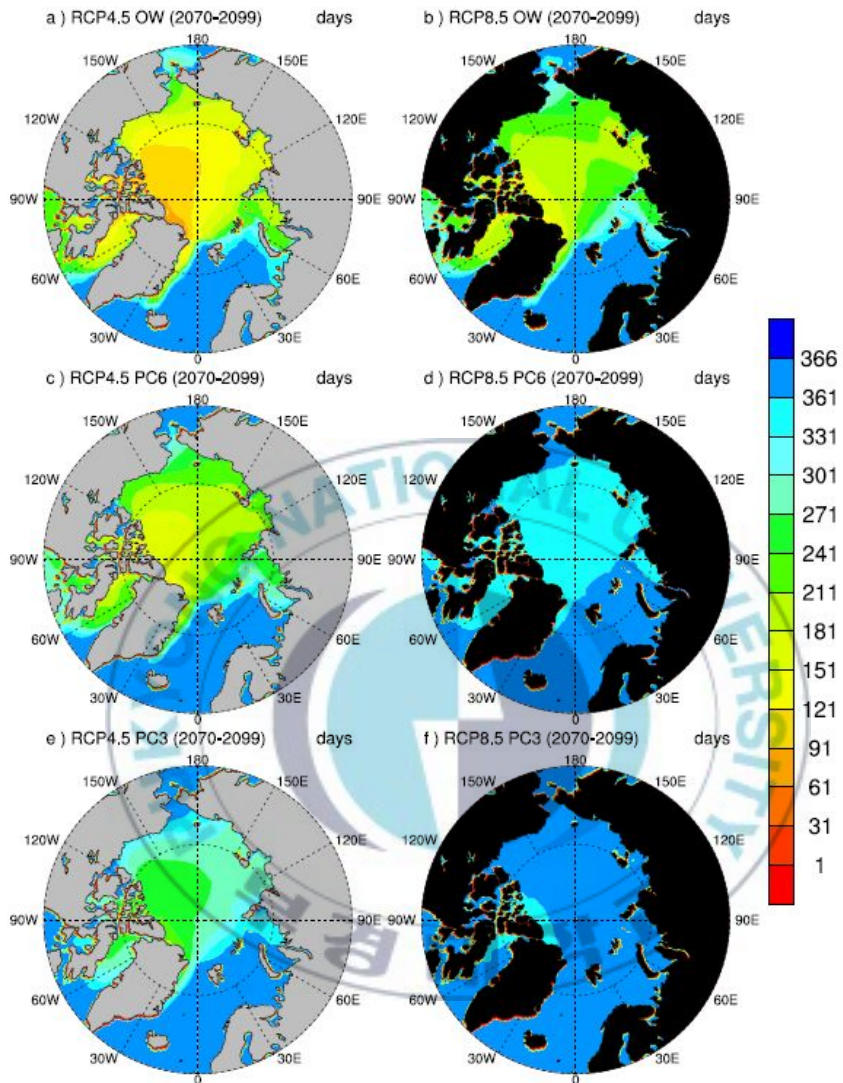 a ) RCP4.5 OW (2070-2099) days
180
150W 150E
120W 120E
90W 90E
60W 60E
30W 30E
0
b ) RCP8.5 OW (2070-2099) days
180
150W 150E
120W 120E
90W 90E
60W 60E
30W 30E
0
c ) RCP4.5 PC6 (2070-2099) days
180
150W 150E
120W 120E
90W 90E
60W 60E
30W 30E
0
d ) RCP8.5 PC6 (2070-2099) days
180
150W 150E
120W 120E
90W 90E
60W 60E
30W 30E
0
e ) RCP4.5 PC3 (2070-2099) days
180
150W 150E
120W 120E
90W 90E
60W 60E
30W 30E
0
f ) RCP8.5 PC3 (2070-2099) days
180
150W 150E
120W 120E
90W 90E
60W 60E
30W 30E
0
366
361
331
301
271
241
211
181
151
121
91
61
31
1